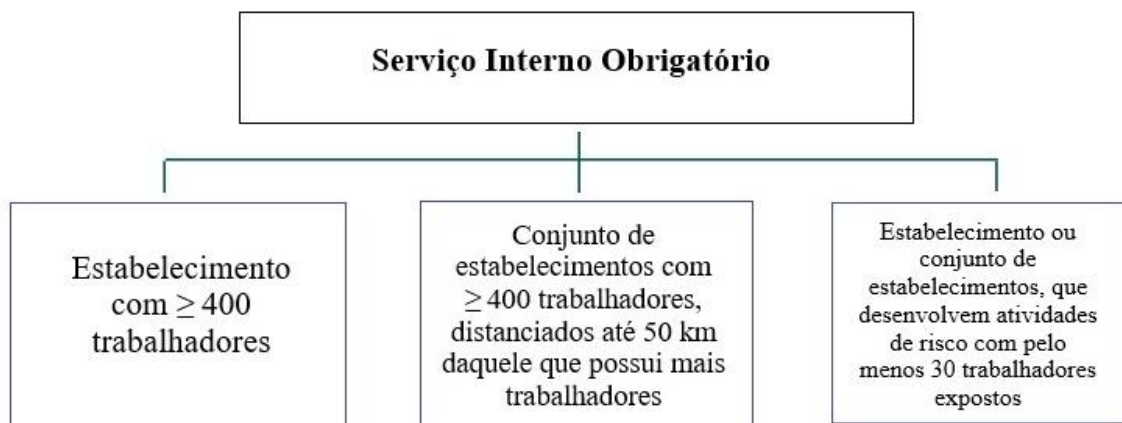 Serviço Interno Obrigatório
Estabelecimento
com ≥ 400
trabalhadores
Conjunto de
estabelecimentos com
≥ 400 trabalhadores,
distanciados até 50 km
daquele que possui mais
trabalhadores
Estabelecimento ou
conjunto de
estabelecimentos, que
desenvolvem atividades
de risco com pelo
menos 30 trabalhadores
expostos